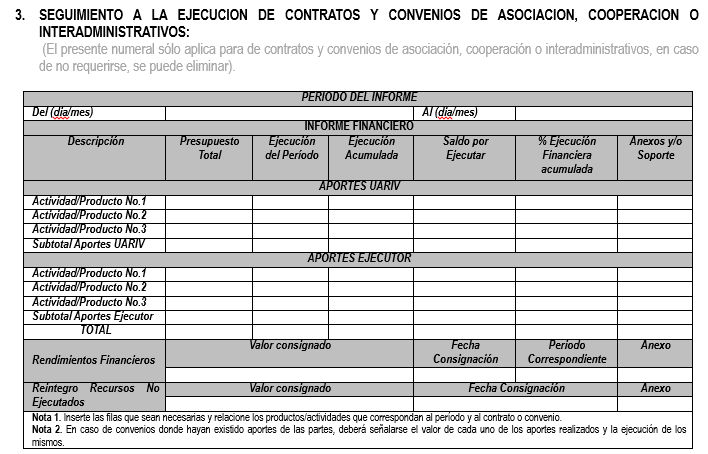 3. SEGUIMIENTO A LA EJECUCION DE CONTRATOS Y CONVENIOS DE ASOCIACION, COOPERACION O
INTERADMINISTRATIVOS:
(El presente numeral sólo aplica para de contratos y convenios de asociación, cooperación o interadministrativos, en caso
de no requerirse, se puede eliminar).
PERIODO DEL INFORME
Del (día/mes) Al (día/mes)
INFORME FINANCIERO
Descripción Presupuesto Ejecución Ejecución Saldo por % Ejecución Anexos y/o
Total del Período Acumulada Ejecutar Financiera Soporte
acumulada
APORTES UARIV
Actividad/Producto No.1
Actividad/Producto No.2
Actividad/Producto No.3
Subtotal Aportes UARIV
APORTES EJECUTOR
Actividad/Producto No.1
Actividad/Producto No.2
Actividad/Producto No.3
Subtotal Aportes Ejecutor
TOTAL
Rendimientos Financieros Valor consignado Fecha Periodo Anexo
Consignación Correspondiente
Reintegro Recursos No Valor consignado Fecha Consignación Anexo
Ejecutados
Nota 1. Inserte las filas que sean necesarias y relacione los productos/actividades que correspondan al período y al contrato o convenio.
Nota 2. En caso de convenios donde hayan existido aportes de las partes, deberá señalarse el valor de cada uno de los aportes realizados y la ejecución de los
mismos.